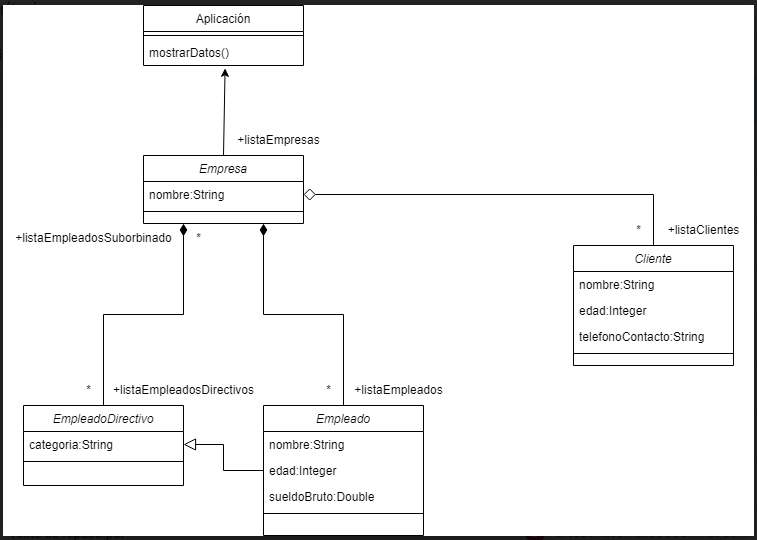 Aplicación
mostrarDatos()
+listaEmpresas
Empresa
nombre:String
+listaEmpleadosSuborbinado
*
*
+listaClientes
Cliente
nombre:String
edad:Integer
telefonoContacto:String
*
+listaEmpleadosDirectivos
*
+listaEmpleados
EmpleadoDirectivo
categoria:String
Empleado
nombre:String
edad:Integer
sueldoBruto:Double